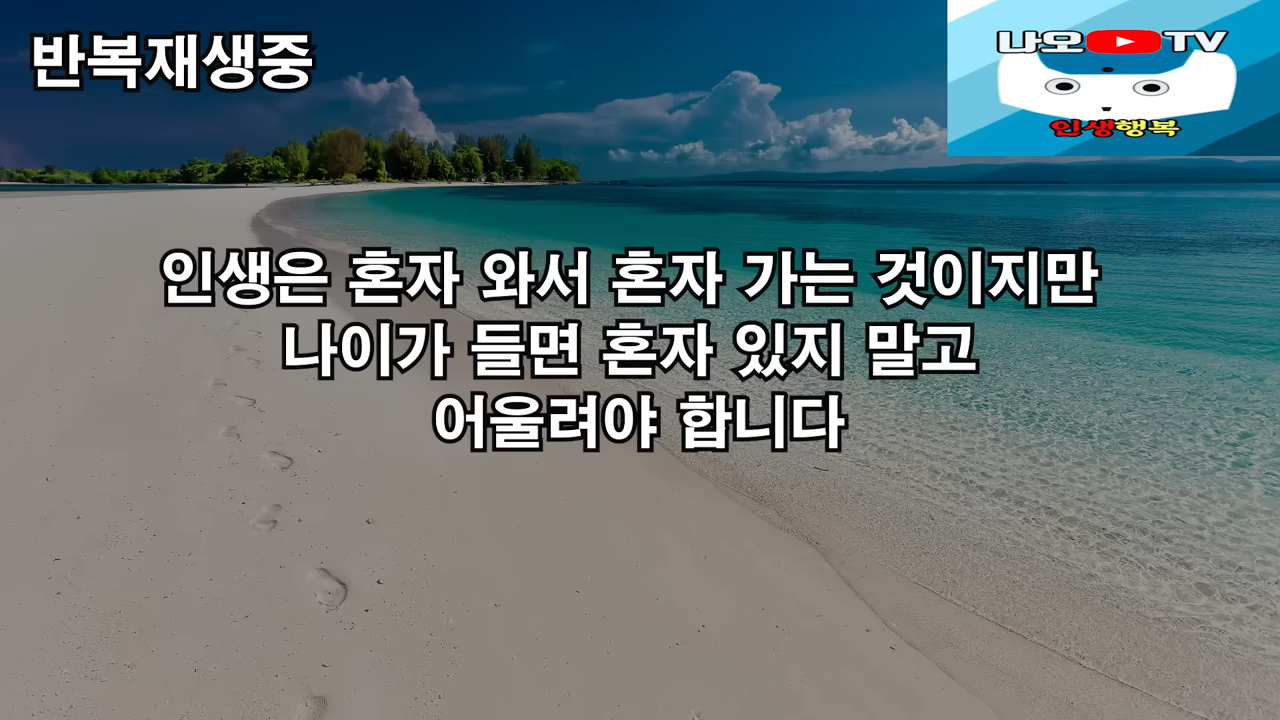 반복재생중
나오 TV
인생행복
인생은 혼자 와서 혼자 가는 것이지만
나이가 들면 혼자 있지 말고
어울려야 합니다